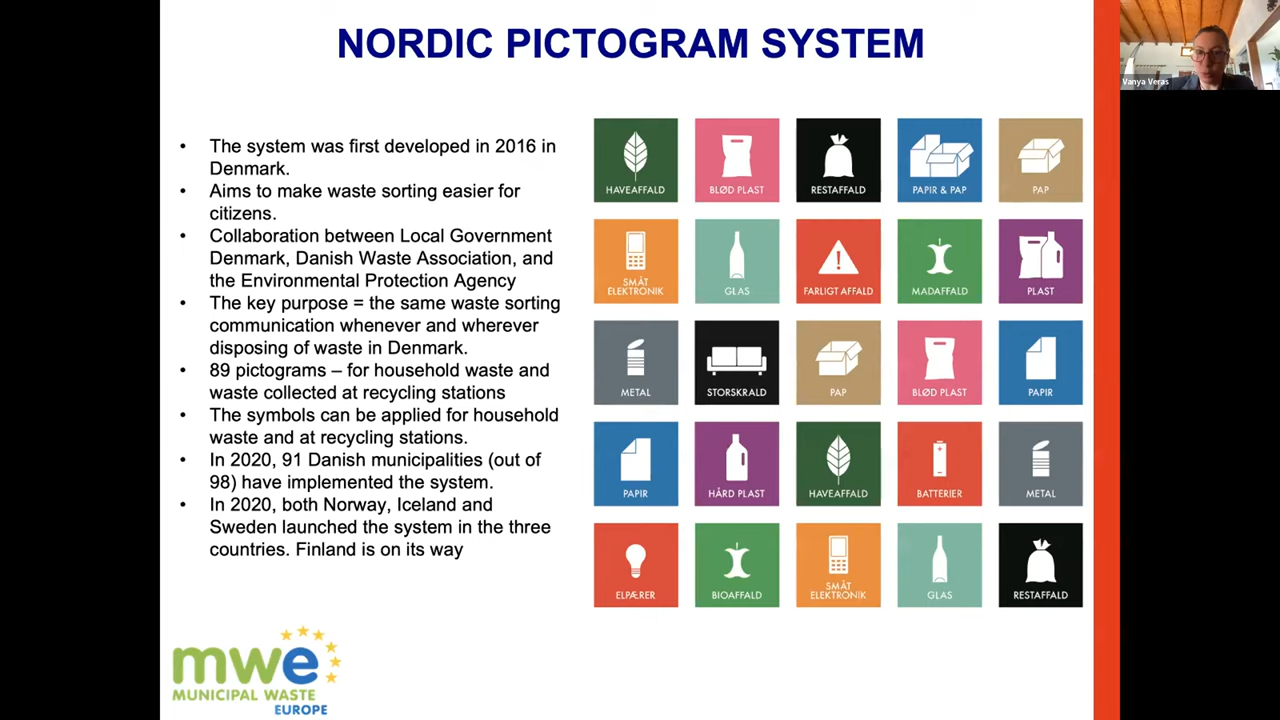 NORDIC PICTOGRAM SYSTEM
Vanya Veras
• The system was first developed in 2016 in
Denmark.
• Aims to make waste sorting easier for
citizens.
• Collaboration between Local Government
Denmark, Danish Waste Association, and
the Environmental Protection Agency
• The key purpose = the same waste sorting
communication whenever and wherever
disposing of waste in Denmark.
• 89 pictograms – for household waste and
waste collected at recycling stations
• The symbols can be applied for household
waste and at recycling stations.
• In 2020, 91 Danish municipalities (out of
98) have implemented the system.
• In 2020, both Norway, Iceland and
Sweden launched the system in the three
countries. Finland is on its way
HAVEAFFALD
BLØD PLAST
RESTAFFALD
PAPIR & PAP
PAP
SMÅT
ELEKTRONIK
GLAS
FARLIGT AFFALD
MADAFFALD
PLAST
METAL
STORSKRALD
PAP
BLØD PLAST
PAPIR
PAPIR
HÅRD PLAST
HAVEAFFALD
BATTERIER
METAL
ELPÆRER
BIOAFFALD
SMÅT
ELEKTRONIK
GLAS
RESTAFFALD
mwe
MUNICIPAL WASTE
EUROPE